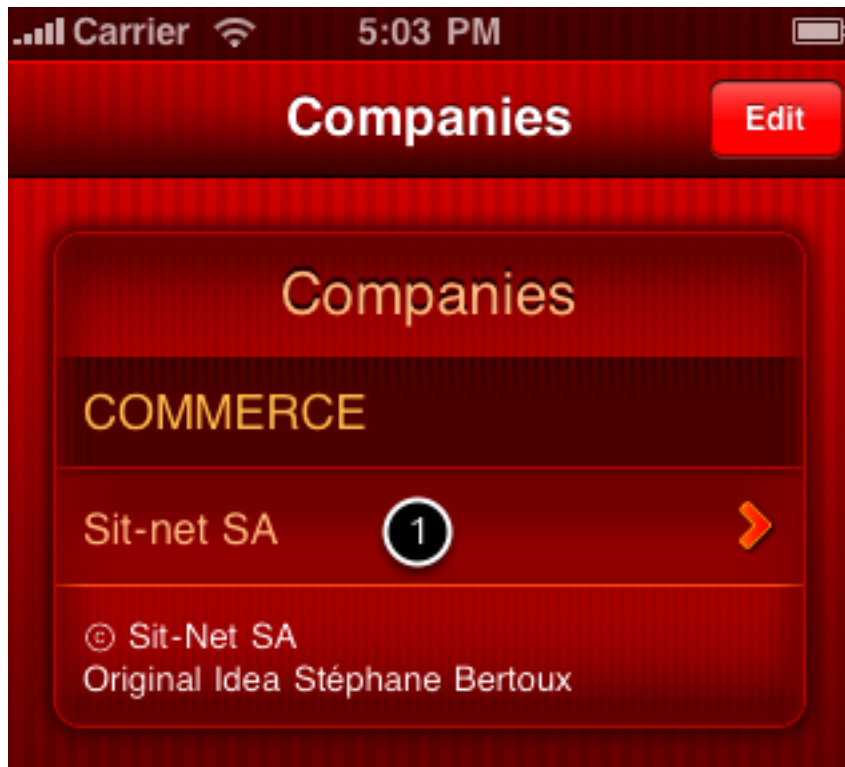 Carrier 5:03 PM
Companies Edit
Companies
COMMERCE
Sit-net SA 1
© Sit-Net SA
Original Idea Stéphane Bertoux